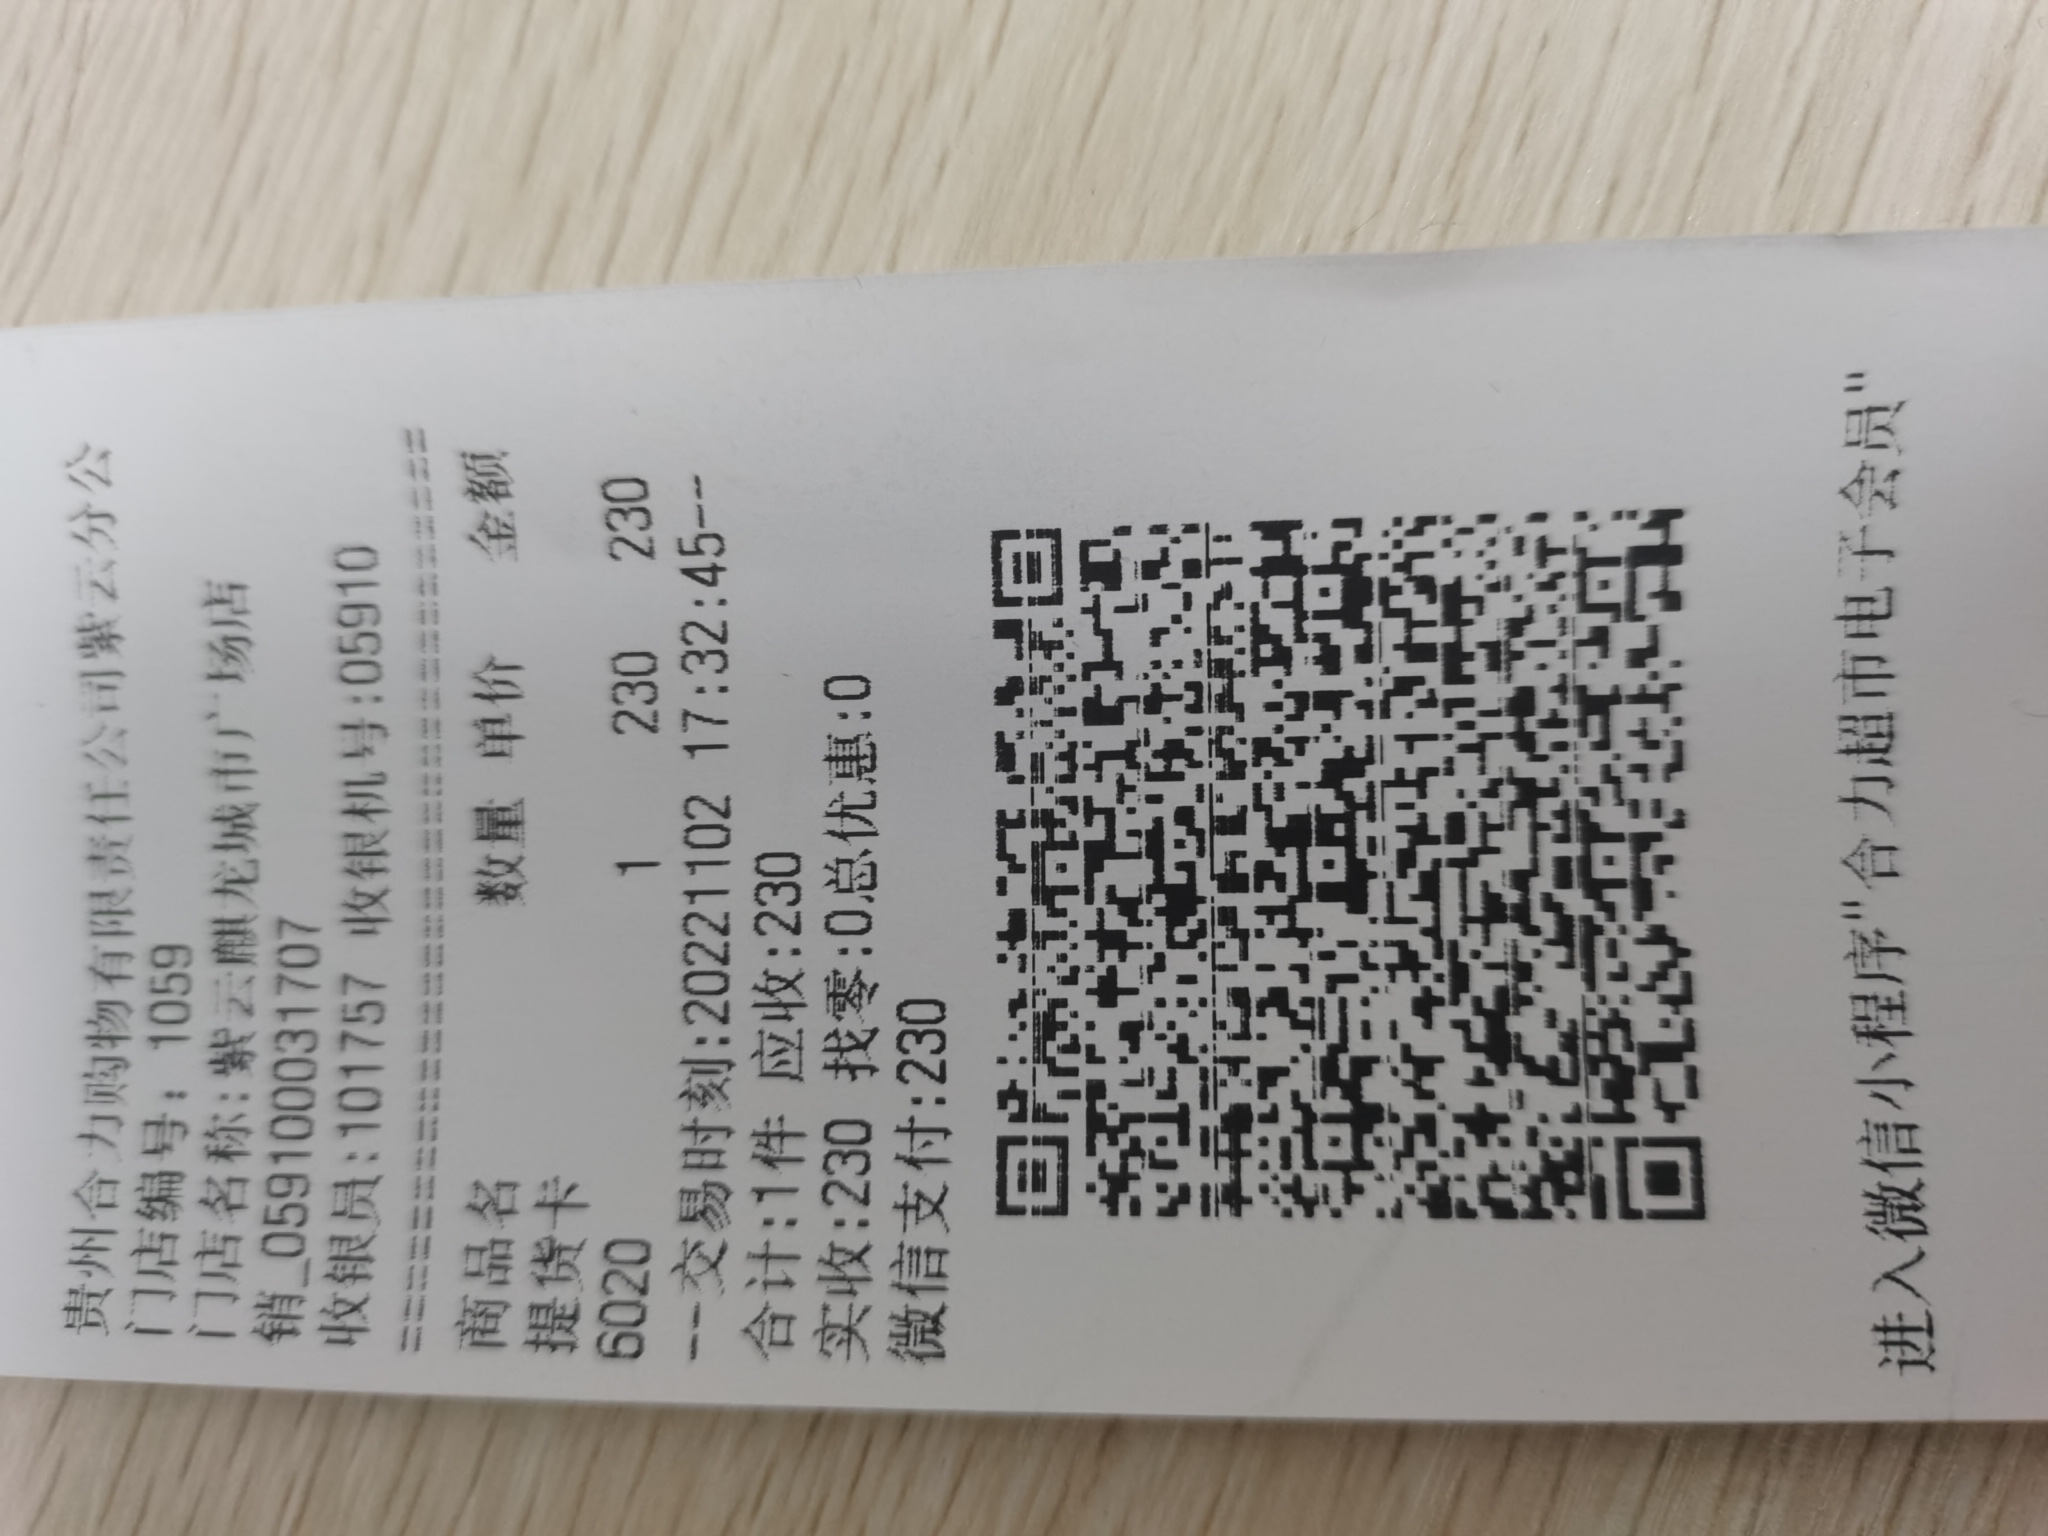 贵州合力购物有限责任公司紫云分公
门店编号: 1059
门店名称:紫云麒龙城市广场店
销_059100031707
收银员:101757 收银机号:05910
================================
商品名 数量 单价 金额
提货卡
6020 1 230 230
--交易时刻:20221102 17:32:45--
合计:1件 应收:230
实收:230 找零:0总优惠:0
微信支付:230
进入微信小程序"合力超市电子会员"